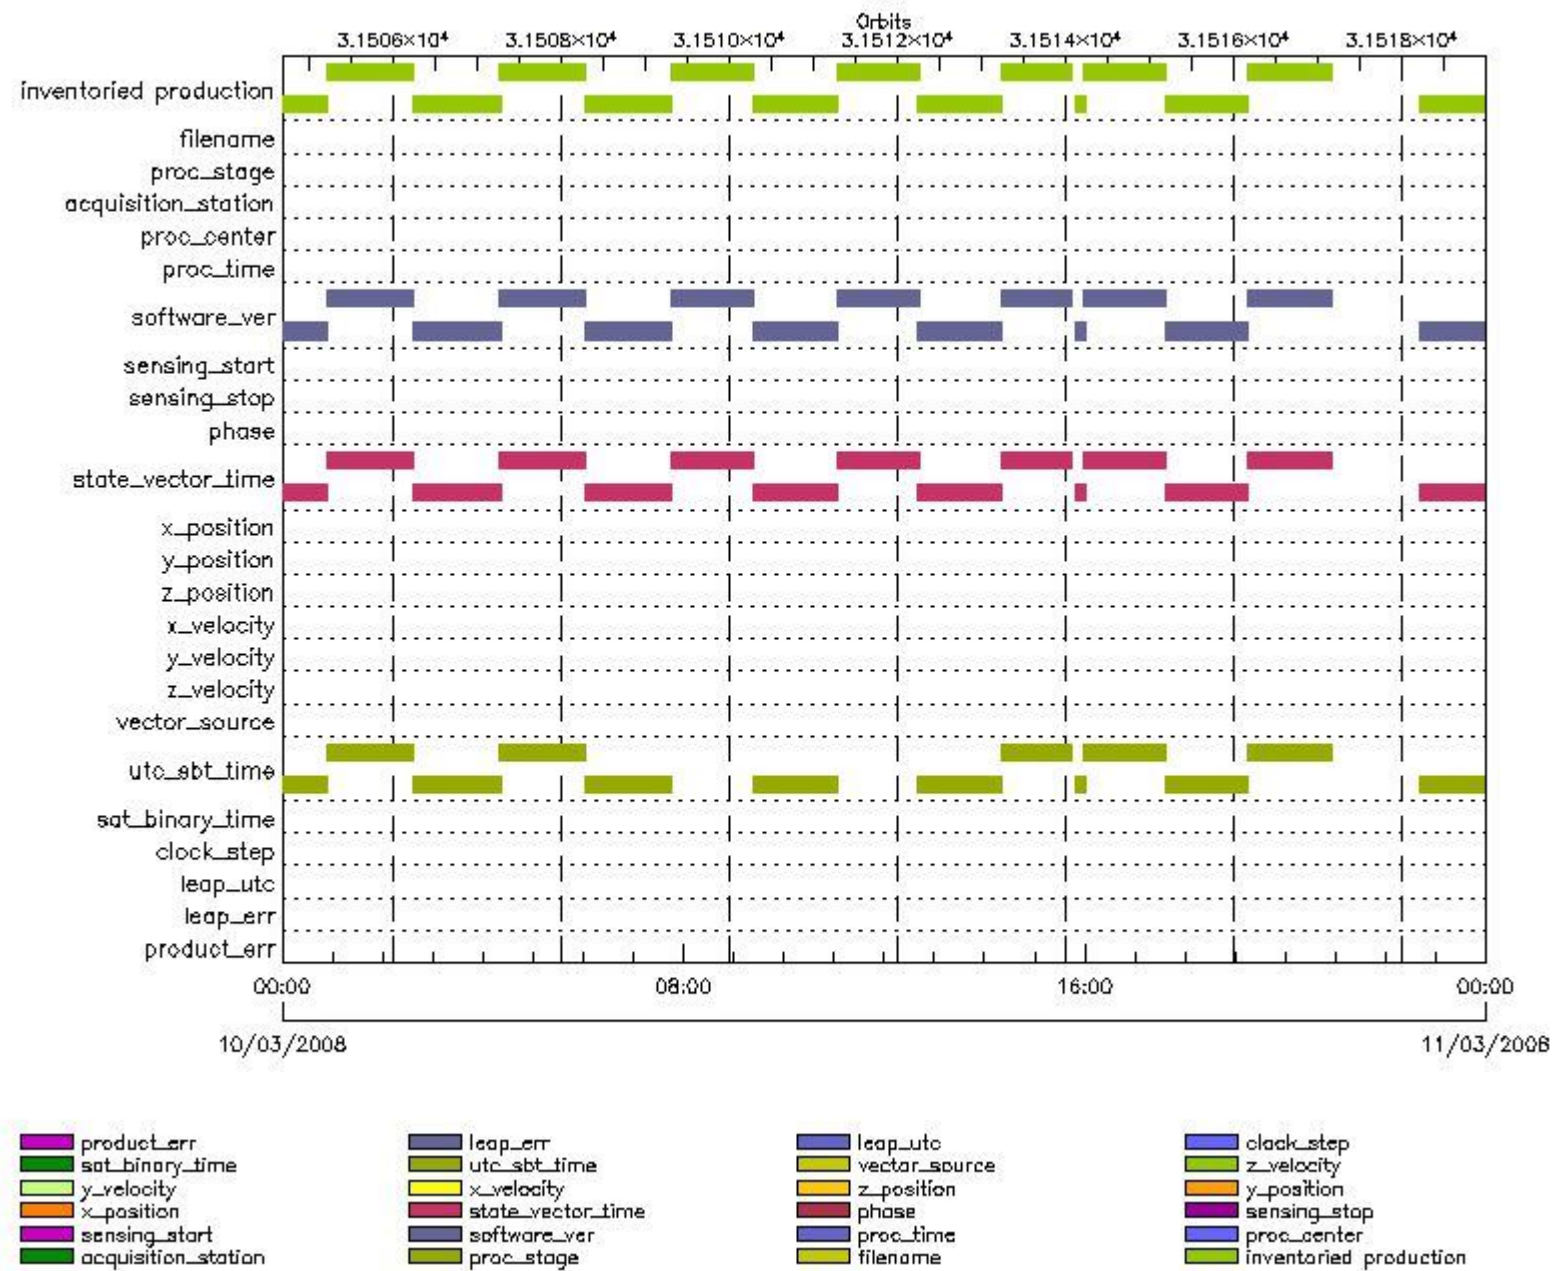 Orbits
3.1506×10⁴ 3.1508×10⁴ 3.1510×10⁴ 3.1512×10⁴ 3.1514×10⁴ 3.1516×10⁴ 3.1518×10⁴
inventoried production
filename
proc_stage
acquisition_station
proc_center
proc_time
software_ver
sensing_start
sensing_stop
phase
state_vector_time
x_position
y_position
z_position
x_velocity
y_velocity
z_velocity
vector_source
utc_sbt_time
sat_binary_time
clock_step
leap_utc
leap_err
product_err
00:00 08:00 16:00 00:00
10/03/2008 11/03/2008
product_err leap_err leap_utc clock_step
sat_binary_time utc_sbt_time vector_source z_velocity
y_velocity x_velocity z_position y_position
x_position state_vector_time phase sensing_stop
sensing_start software_ver proc_time proc_center
acquisition_station proc_stage filename inventoried production